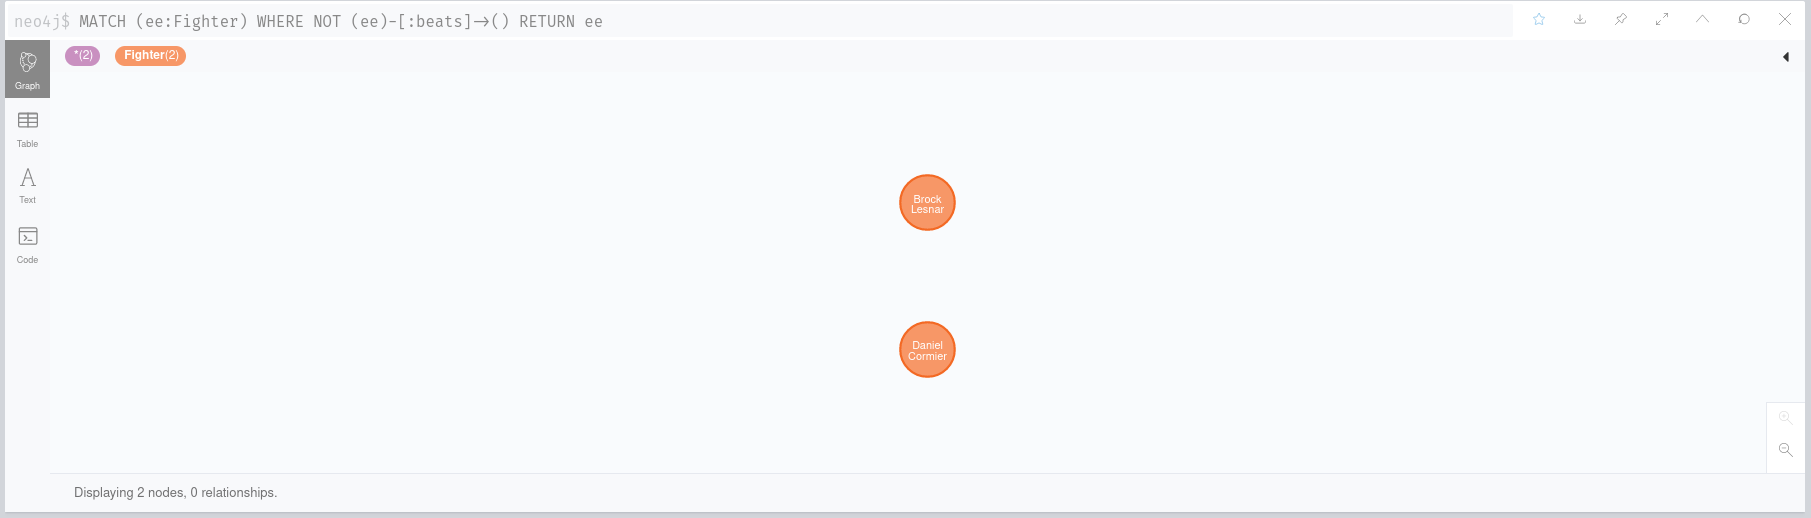 neo4j$ MATCH (ee:Fighter) WHERE NOT (ee)-[:beats]->() RETURN ee
*(2) Fighter(2)
Graph
Table
Text
Code
Brock
Lesnar
Daniel
Cormier
Displaying 2 nodes, 0 relationships.